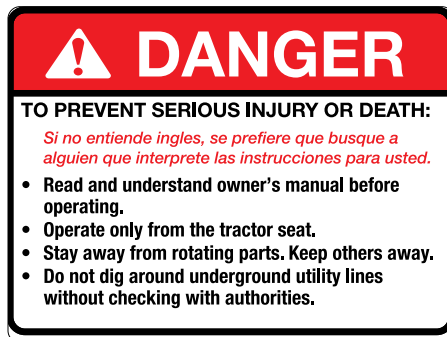 DANGER
TO PREVENT SERIOUS INJURY OR DEATH:
Si no entiende ingles, se prefiere que busque a
alguien que interprete las instrucciones para usted.
• Read and understand owner's manual before
operating.
• Operate only from the tractor seat.
• Stay away from rotating parts. Keep others away.
• Do not dig around underground utility lines
without checking with authorities.